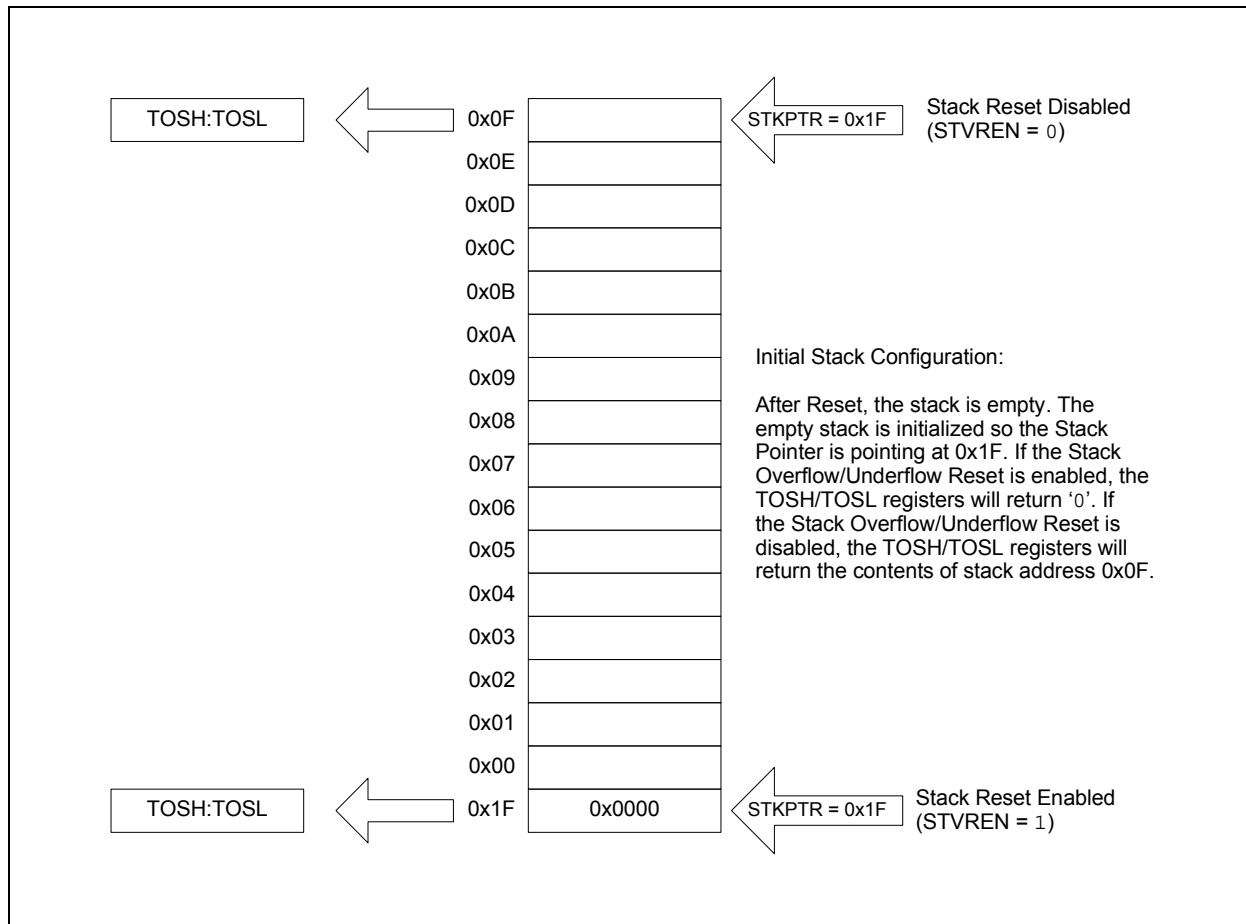 TOSH:TOSL
0x0F
STKPTR = 0x1F
Stack Reset Disabled
(STVREN = 0)
0x0E
0x0D
0x0C
0x0B
0x0A
0x09
0x08
0x07
0x06
0x05
0x04
0x03
0x02
0x01
0x00
Initial Stack Configuration:
After Reset, the stack is empty. The
empty stack is initialized so the Stack
Pointer is pointing at 0x1F. If the Stack
Overflow/Underflow Reset is enabled, the
TOSH/TOSL registers will return ‘0’. If
the Stack Overflow/Underflow Reset is
disabled, the TOSH/TOSL registers will
return the contents of stack address 0x0F.
TOSH:TOSL
0x1F
0x0000
STKPTR = 0x1F
Stack Reset Enabled
(STVREN = 1)